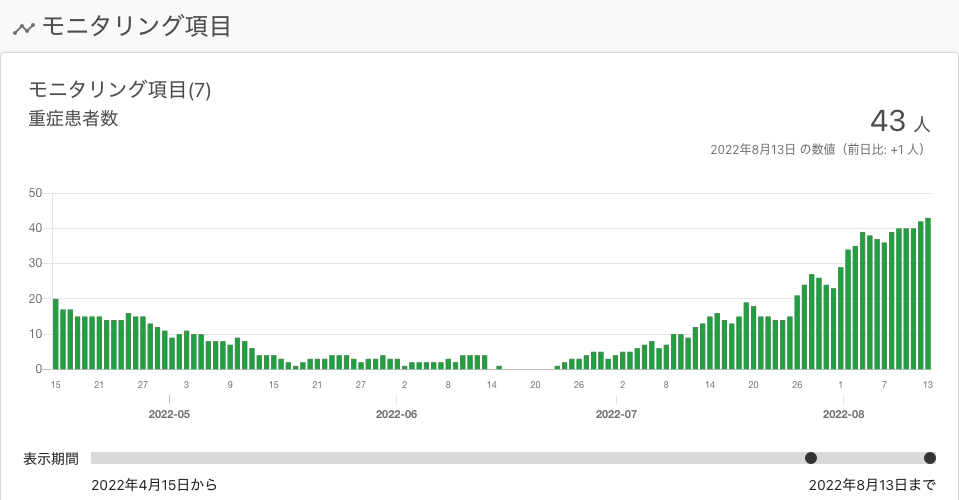 モニタリング項目
モニタリング項目(7)
重症患者数
43 人
2022年8月13日 の数値（前日比: +1 人）
50
40
30
20
10
0
15 21 27 3 9 15 21 27 2 8 14 20 26 2 8 14 20 26 1 7 13
2022-05 2022-06 2022-07 2022-08
表示期間
2022年4月15日から 2022年8月13日まで